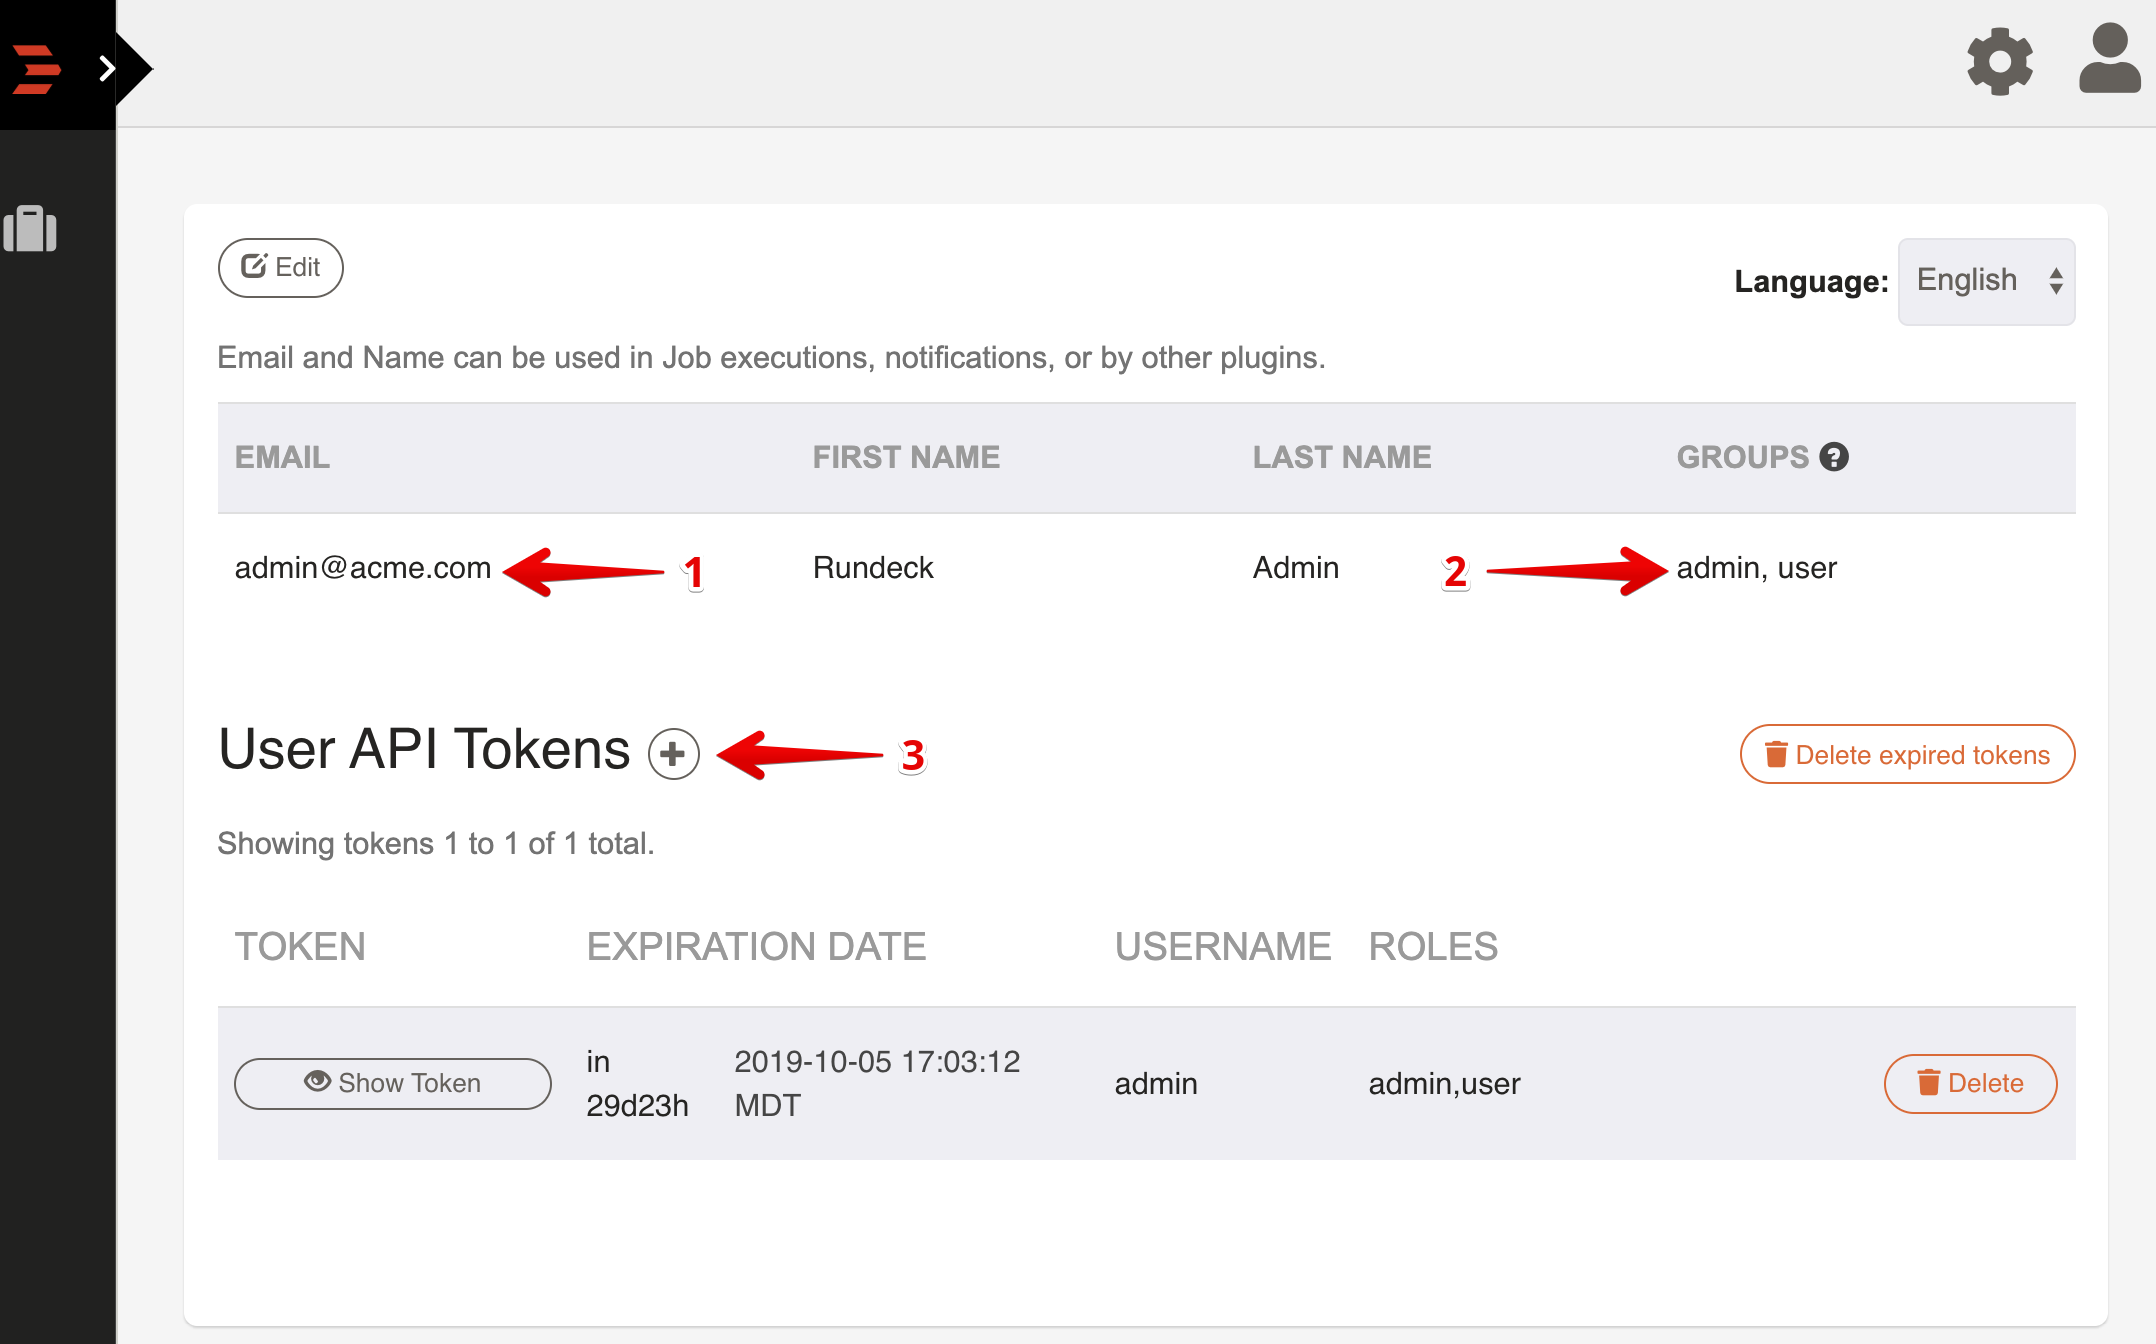 Edit
Language: English
Email and Name can be used in Job executions, notifications, or by other plugins.
EMAIL FIRST NAME LAST NAME GROUPS ?
admin@acme.com 1 Rundeck Admin 2 admin, user
User API Tokens 3 Delete expired tokens
Showing tokens 1 to 1 of 1 total.
TOKEN EXPIRATION DATE USERNAME ROLES
Show Token in 29d23h 2019-10-05 17:03:12 MDT admin admin,user Delete